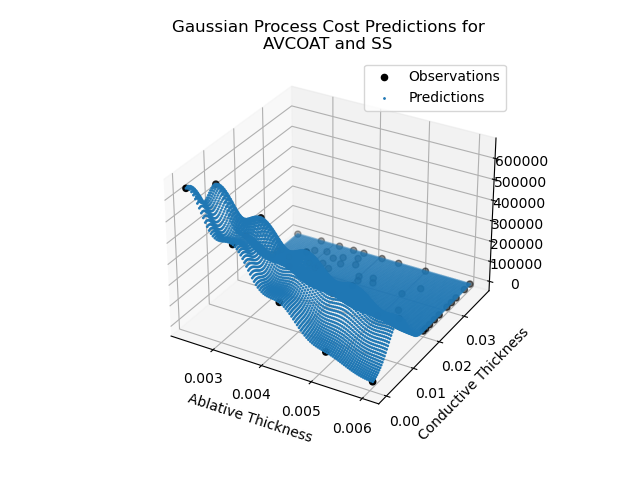 Gaussian Process Cost Predictions for
AVCOAT and SS
Observations
Predictions
600000
500000
400000
300000
200000
100000
0
0.03
0.02
0.01
0.00
Conductive Thickness
0.003
0.004
0.005
0.006
Ablative Thickness